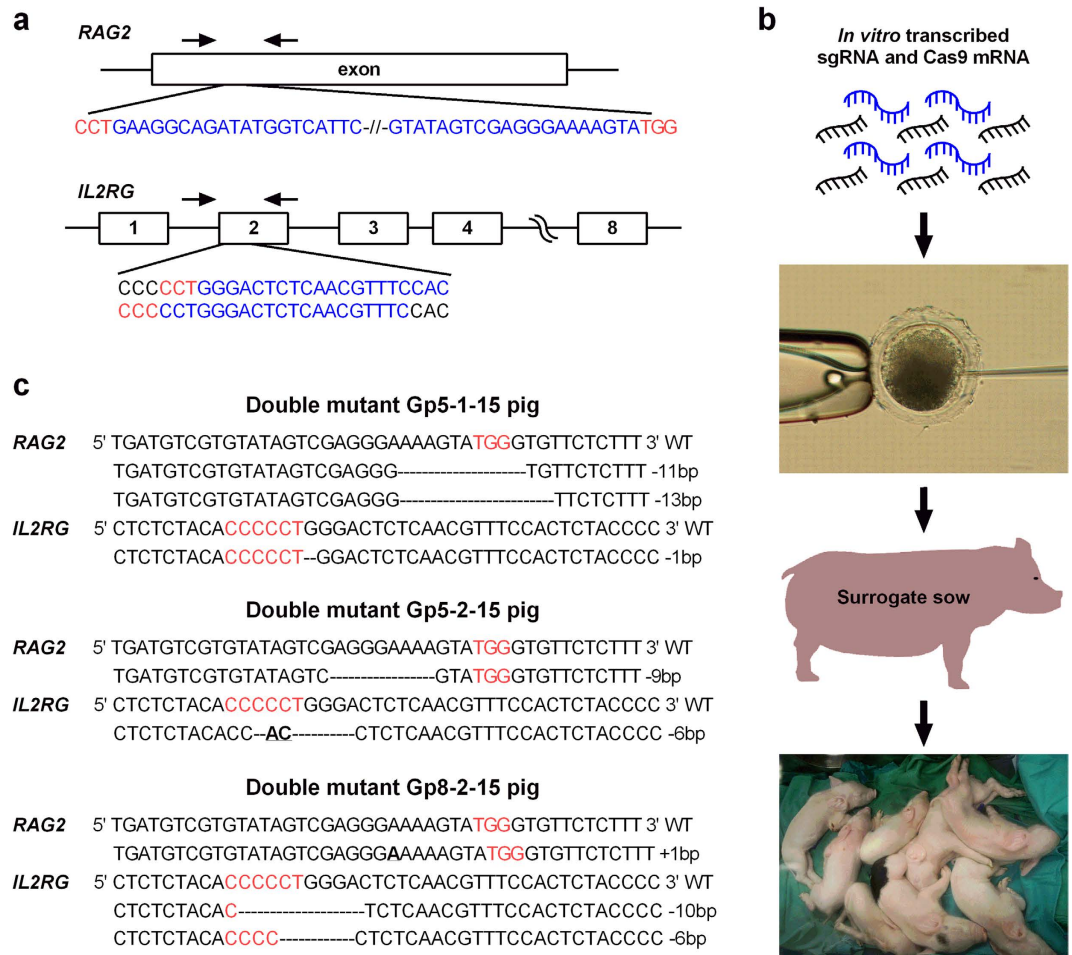 a
RAG2
exon
CCTGAAGGCAGATATGGTCATTC-//-GTATAGTCGAGGGAAAAGTATGG
IL2RG
1 2 3 4 8
CCCCCTGGGACTCTCAACGTTTCCAC
CCCCCTGGGACTCTCAACGTTTCCAC
b
In vitro transcribed
sgRNA and Cas9 mRNA
Surrogate sow
c
Double mutant Gp5-1-15 pig
RAG2 5' TGATGTCGTGTATAGTCGAGGGAAAAGTATGGGTGTTCTCTTT 3' WT
TGATGTCGTGTATAGTCGAGGG---------------------TGTTCTCTTT -11bp
TGATGTCGTGTATAGTCGAGGG-------------------------TTCTCTTT -13bp
IL2RG 5' CTCTCTACACCCCCTGGGACTCTCAACGTTTCCACTCTACCCC 3' WT
CTCTCTACACCCCCT--GGACTCTCAACGTTTCCACTCTACCCC -1bp
Double mutant Gp5-2-15 pig
RAG2 5' TGATGTCGTGTATAGTCGAGGGAAAAGTATGGGTGTTCTCTTT 3' WT
TGATGTCGTGTATAGTC-----------------GTATGGGTGTTCTCTTT -9bp
IL2RG 5' CTCTCTACACCCCCTGGGACTCTCAACGTTTCCACTCTACCCC 3' WT
CTCTCTACACC--AC-----------CTCTCAACGTTTCCACTCTACCCC -6bp
Double mutant Gp8-2-15 pig
RAG2 5' TGATGTCGTGTATAGTCGAGGGAAAAGTATGGGTGTTCTCTTT 3' WT
TGATGTCGTGTATAGTCGAGGGAAAAAGTATGGGTGTTCTCTTT +1bp
IL2RG 5' CTCTCTACACCCCCTGGGACTCTCAACGTTTCCACTCTACCCC 3' WT
CTCTCTACAC---------------------TCTCAACGTTTCCACTCTACCCC -10bp
CTCTCTACACCCC------------CTCTCAACGTTTCCACTCTACCCC -6bp